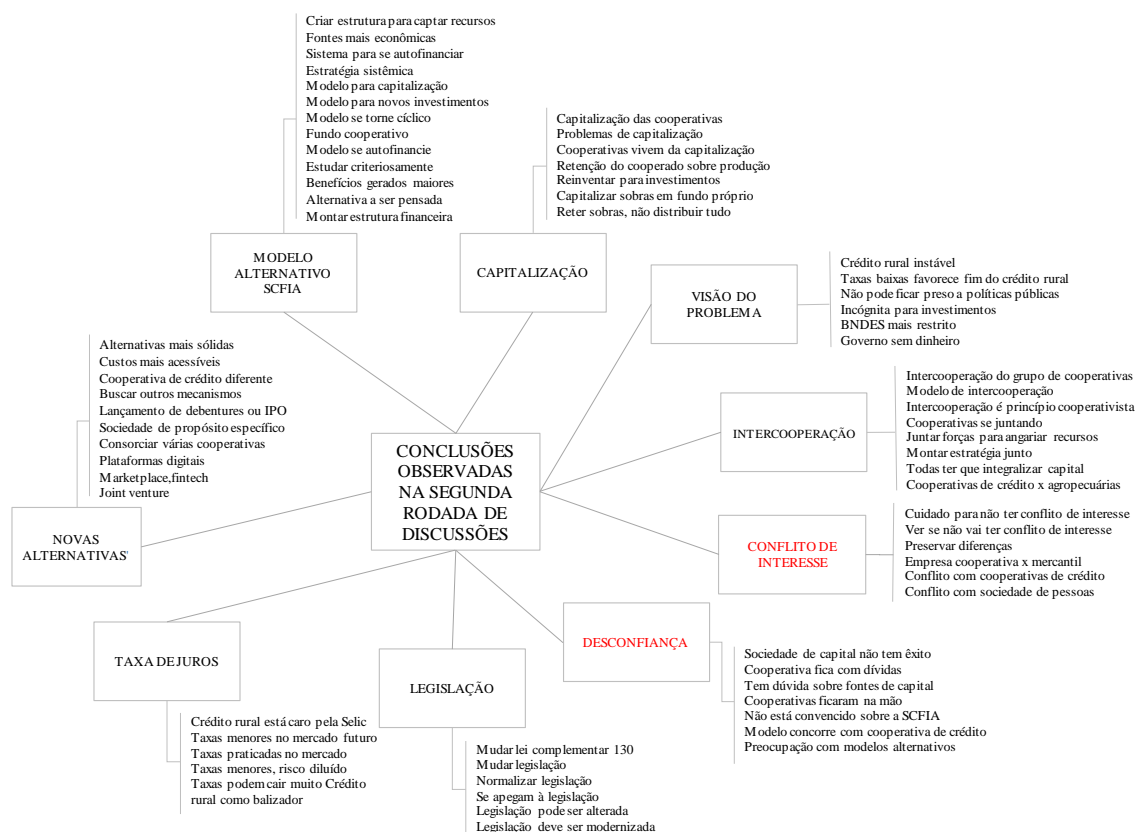 Criar estrutura para captar recursos
Fontes mais econômicas
Sistema para se autofinanciar
Estratégia sistêmica
Modelo para capitalização
Modelo para novos investimentos
Modelo se torne cíclico
Fundo cooperativo
Modelo se autofinancie
Estudar criteriosamente
Benefícios gerados maiores
Alternativa a ser pensada
Montar estrutura financeira
MODELO
ALTERNATIVO
SCFIA
Capitalização das cooperativas
Problemas de capitalização
Cooperativas vivem da capitalização
Retenção do cooperado sobre produção
Reinventar para investimentos
Capitalizar sobras em fundo próprio
Reter sobras, não distribuir tudo
CAPITALIZAÇÃO
VISÃO DO
PROBLEMA
Crédito rural instável
Taxas baixas favorece fim do crédito rural
Não pode ficar preso a políticas públicas
Incógnita para investimentos
BNDES mais restrito
Governo sem dinheiro
Alternativas mais sólidas
Custos mais acessíveis
Cooperativa de crédito diferente
Buscar outros mecanismos
Lançamento de debentures ou IPO
Sociedade de propósito específico
Consorciar várias cooperativas
Plataformas digitais
Marketplace,fintech
Joint venture
NOVAS
ALTERNATIVAS'
CONCLUSÕES
OBSERVADAS
NA SEGUNDA
RODADA DE
DISCUSSÕES
INTERCOOPERAÇÃO
Intercooperação do grupo de cooperativas
Modelo de intercooperação
Intercooperação é princípio cooperativista
Cooperativas se juntando
Juntar forças para angariar recursos
Montar estratégia junto
Todas ter que integralizar capital
Cooperativas de crédito x agropecuárias
CONFLITO DE
INTERESSE
Cuidado para não ter conflito de interesse
Ver se não vai ter conflito de interesse
Preservar diferenças
Empresa cooperativa x mercantil
Conflito com cooperativas de crédito
Conflito com sociedade de pessoas
DESCONFIANÇA
Sociedade de capital não tem êxito
Cooperativa fica com dívidas
Tem dúvida sobre fontes de capital
Cooperativas ficaram na mão
Não está convencido sobre a SCFIA
Modelo concorre com cooperativa de crédito
Preocupação com modelos alternativos
TAXA DE JUROS
Crédito rural está caro pela Selic
Taxas menores no mercado futuro
Taxas praticadas no mercado
Taxas menores, risco diluído
Taxas podem cair muito Crédito
rural como balizador
LEGISLAÇÃO
Mudar lei complementar 130
Mudar legislação
Normalizar legislação
Se apegam à legislação
Legislação pode ser alterada
Legislação deve ser modernizada